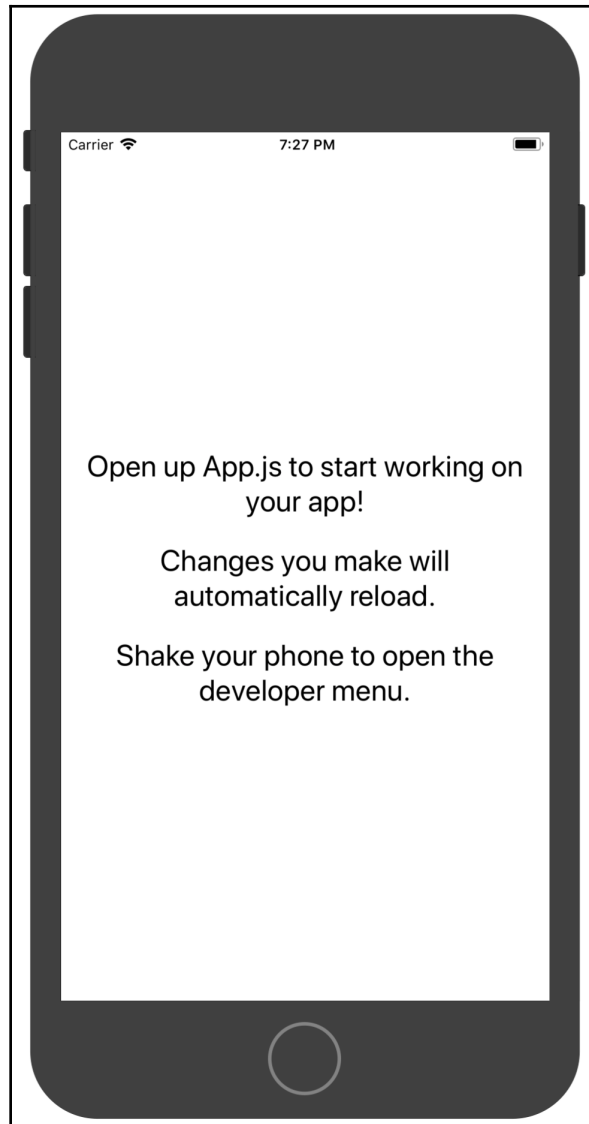 Carrier
7:27 PM
Open up App.js to start working on
your app!
Changes you make will
automatically reload.
Shake your phone to open the
developer menu.